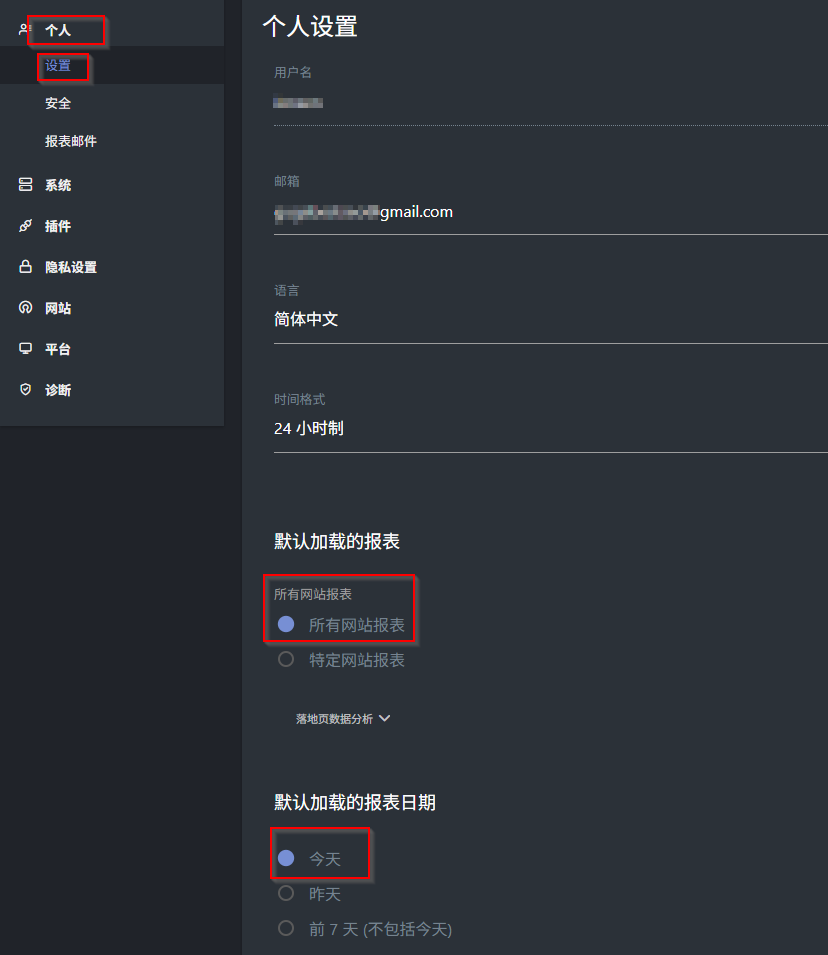 个人
设置
安全
报表邮件
系统
插件
隐私设置
网站
平台
诊断
个人设置
用户名
邮箱
gmail.com
语言
简体中文
时间格式
24 小时制
默认加载的报表
所有网站报表
所有网站报表
特定网站报表
落地页数据分析
默认加载的报表日期
今天
昨天
前 7 天 (不包括今天)